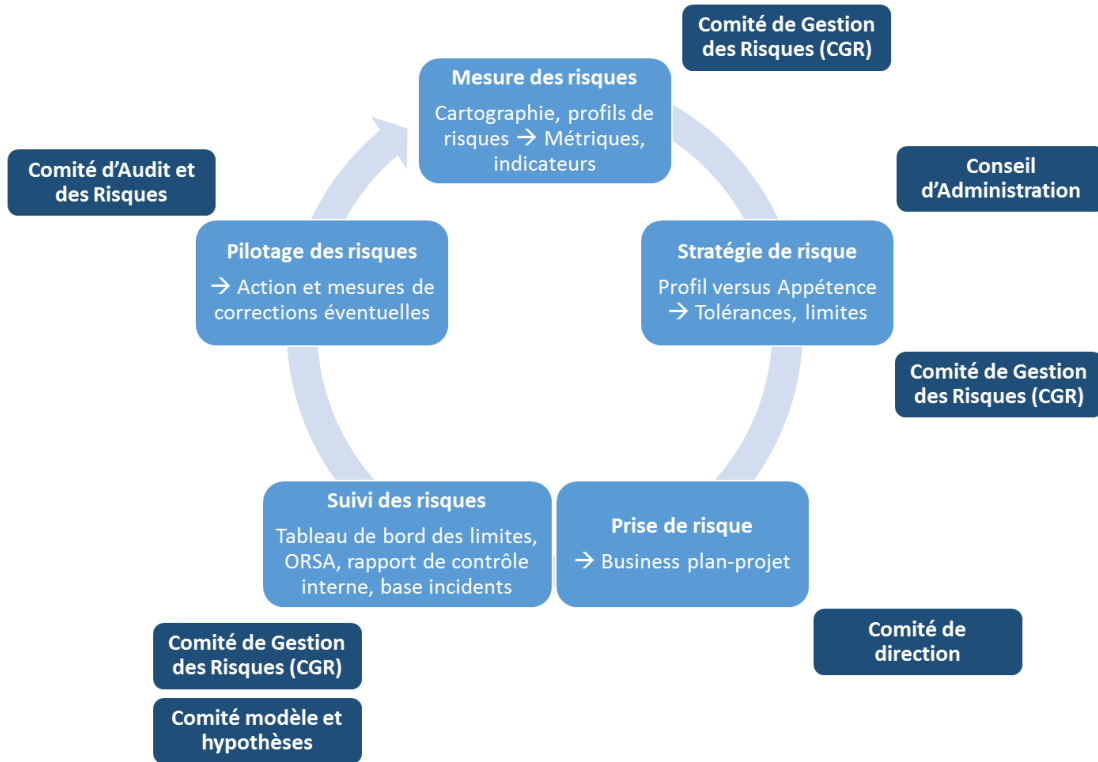 Comité de Gestion
des Risques (CGR)
Mesure des risques
Cartographie, profils de
risques → Métriques,
indicateurs
Comité d’Audit et
des Risques
Conseil
d’Administration
Pilotage des risques
→ Action et mesures de
corrections éventuelles
Stratégie de risque
Profil versus Appétence
→ Tolérances, limites
Comité de Gestion
des Risques (CGR)
Suivi des risques
Tableau de bord des limites,
ORSA, rapport de contrôle
interne, base incidents
Prise de risque
→ Business plan-projet
Comité de Gestion
des Risques (CGR)
Comité de
direction
Comité modèle et
hypothèses